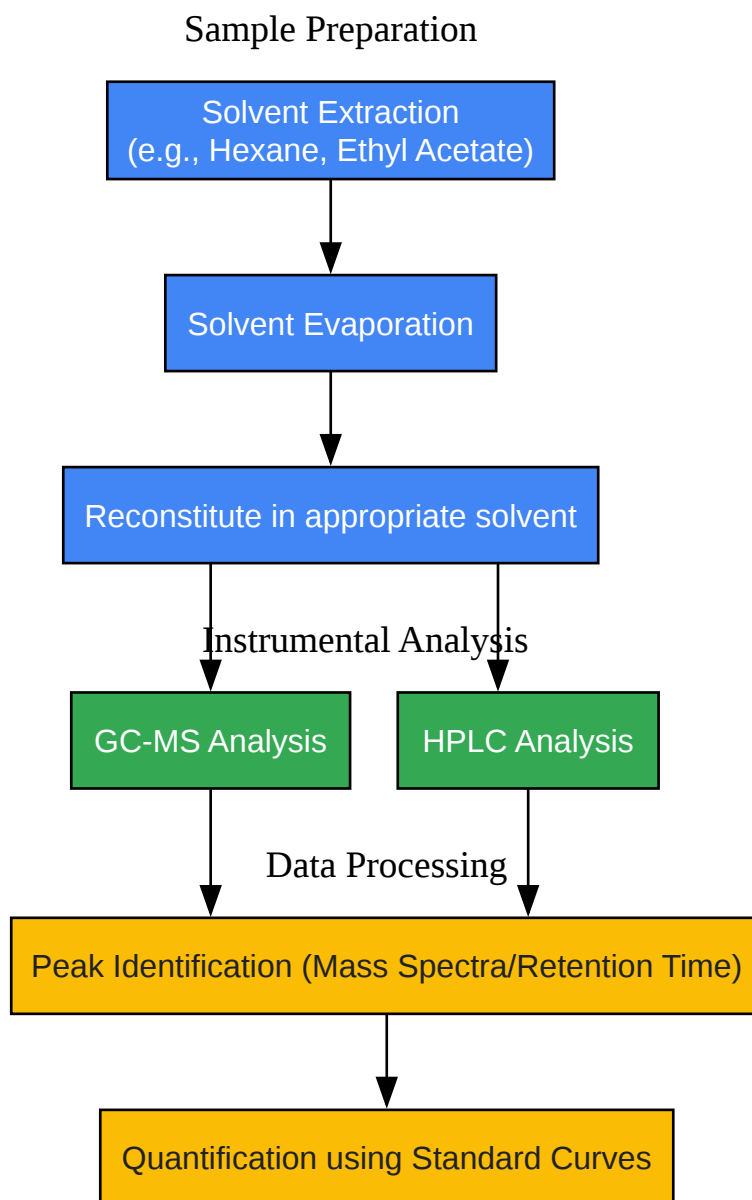 Sample Preparation
Solvent Extraction
(e.g., Hexane, Ethyl Acetate)
Solvent Evaporation
Reconstitute in appropriate solvent
Instrumental Analysis
GC-MS Analysis
HPLC Analysis
Data Processing
Peak Identification (Mass Spectra/Retention Time)
Quantification using Standard Curves